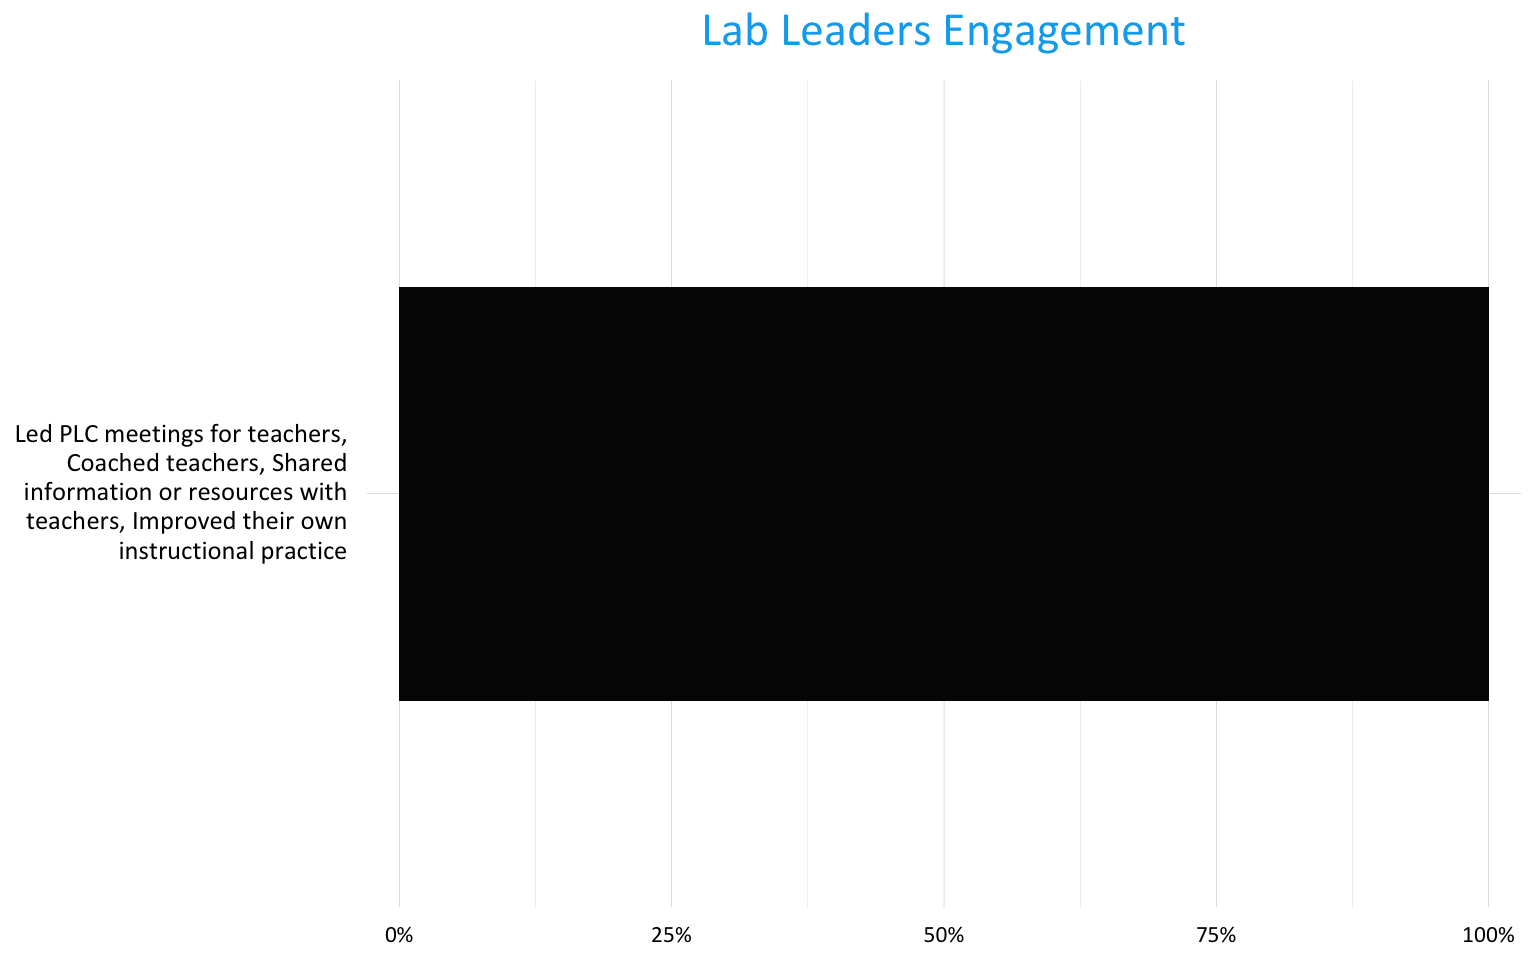 Lab Leaders Engagement
Led PLC meetings for teachers,
Coached teachers, Shared
information or resources with
teachers, Improved their own
instructional practice
0%
25%
50%
75%
100%